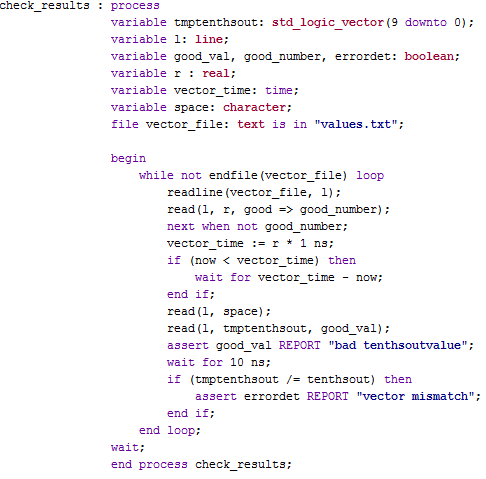 check_results : process
variable tmptenthsout: std_logic_vector(9 downto 0);
variable l: line;
variable good_val, good_number, errordet: boolean;
variable r : real;
variable vector_time: time;
variable space: character;
file vector_file: text is in "values.txt";
begin
while not endfile(vector_file) loop
readline(vector_file, l);
read(l, r, good => good_number);
next when not good_number;
vector_time := r * 1 ns;
if (now < vector_time) then
wait for vector_time - now;
end if;
read(l, space);
read(l, tmptenthsout, good_val);
assert good_val REPORT "bad tenthsoutvalue";
wait for 10 ns;
if (tmptenthsout /= tenthsout) then
assert errordet REPORT "vector mismatch";
end if;
end loop;
wait;
end process check_results;